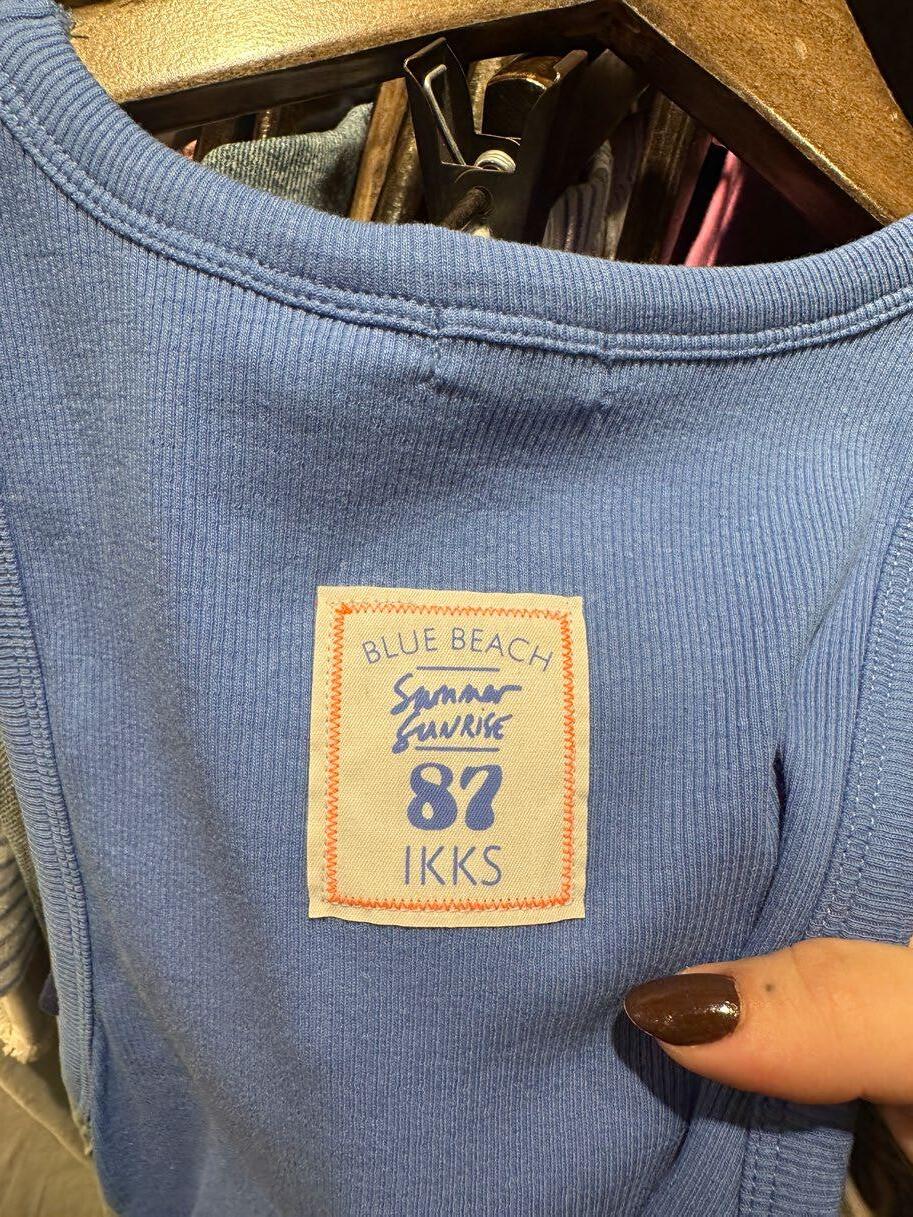 BLUE BEACH
Summer
SUNRISE
87
IKKS